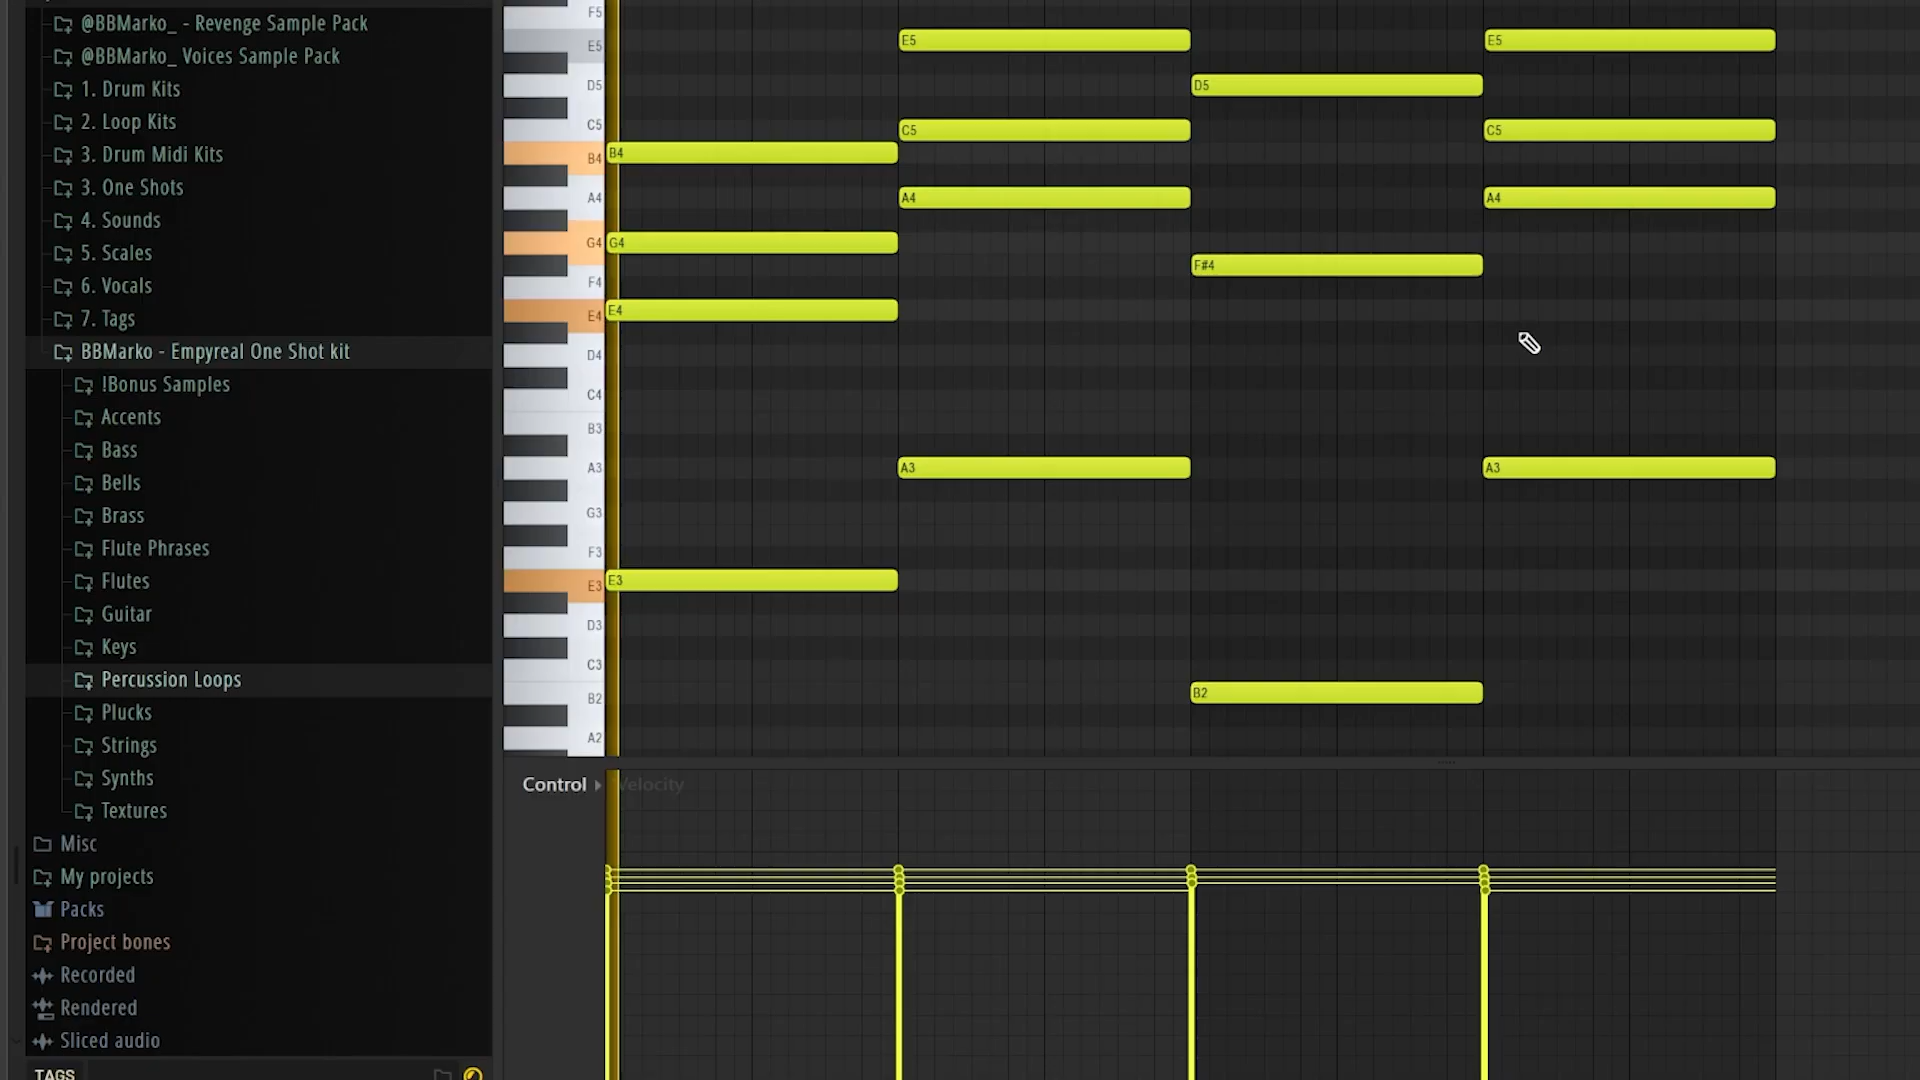 @BBMarko_ - Revenge Sample Pack
@BBMarko_ Voices Sample Pack
1. Drum Kits
2. Loop Kits
3. Drum Midi Kits
3. One Shots
4. Sounds
5. Scales
6. Vocals
7. Tags
BBMarko - Empyreal One Shot kit
!Bonus Samples
Accents
Bass
Bells
Brass
Flute Phrases
Flutes
Guitar
Keys
Percussion Loops
Plucks
Strings
Synths
Textures
Misc
My projects
Packs
Project bones
Recorded
Rendered
Sliced audio
TAGS
F5
E5 E5 E5
D5 D5
C5 C5 C5
B4 B4
A4 A4 A4
G4 G4
F#4
F4
E4 E4
D4
C4
B3
A3 A3 A3
G3
F3
E3 E3
D3
C3
B2 B2
A2
Control Velocity